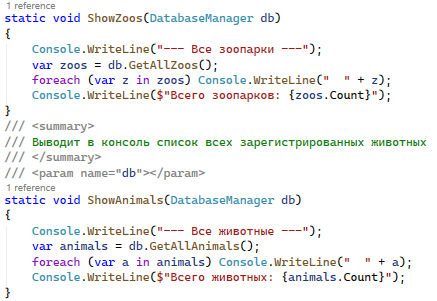 1 reference
static void ShowZoos(DatabaseManager db)
{
    Console.WriteLine("--- Все зоопарки ---");
    var zoos = db.GetAllZoos();
    foreach (var z in zoos) Console.WriteLine("  " + z);
    Console.WriteLine($"Всего зоопарков: {zoos.Count}");
}
/// <summary>
/// Выводит в консоль список всех зарегистрированных животных
/// </summary>
/// <param name="db"></param>
1 reference
static void ShowAnimals(DatabaseManager db)
{
    Console.WriteLine("--- Все животные ---");
    var animals = db.GetAllAnimals();
    foreach (var a in animals) Console.WriteLine("  " + a);
    Console.WriteLine($"Всего животных: {animals.Count}");
}